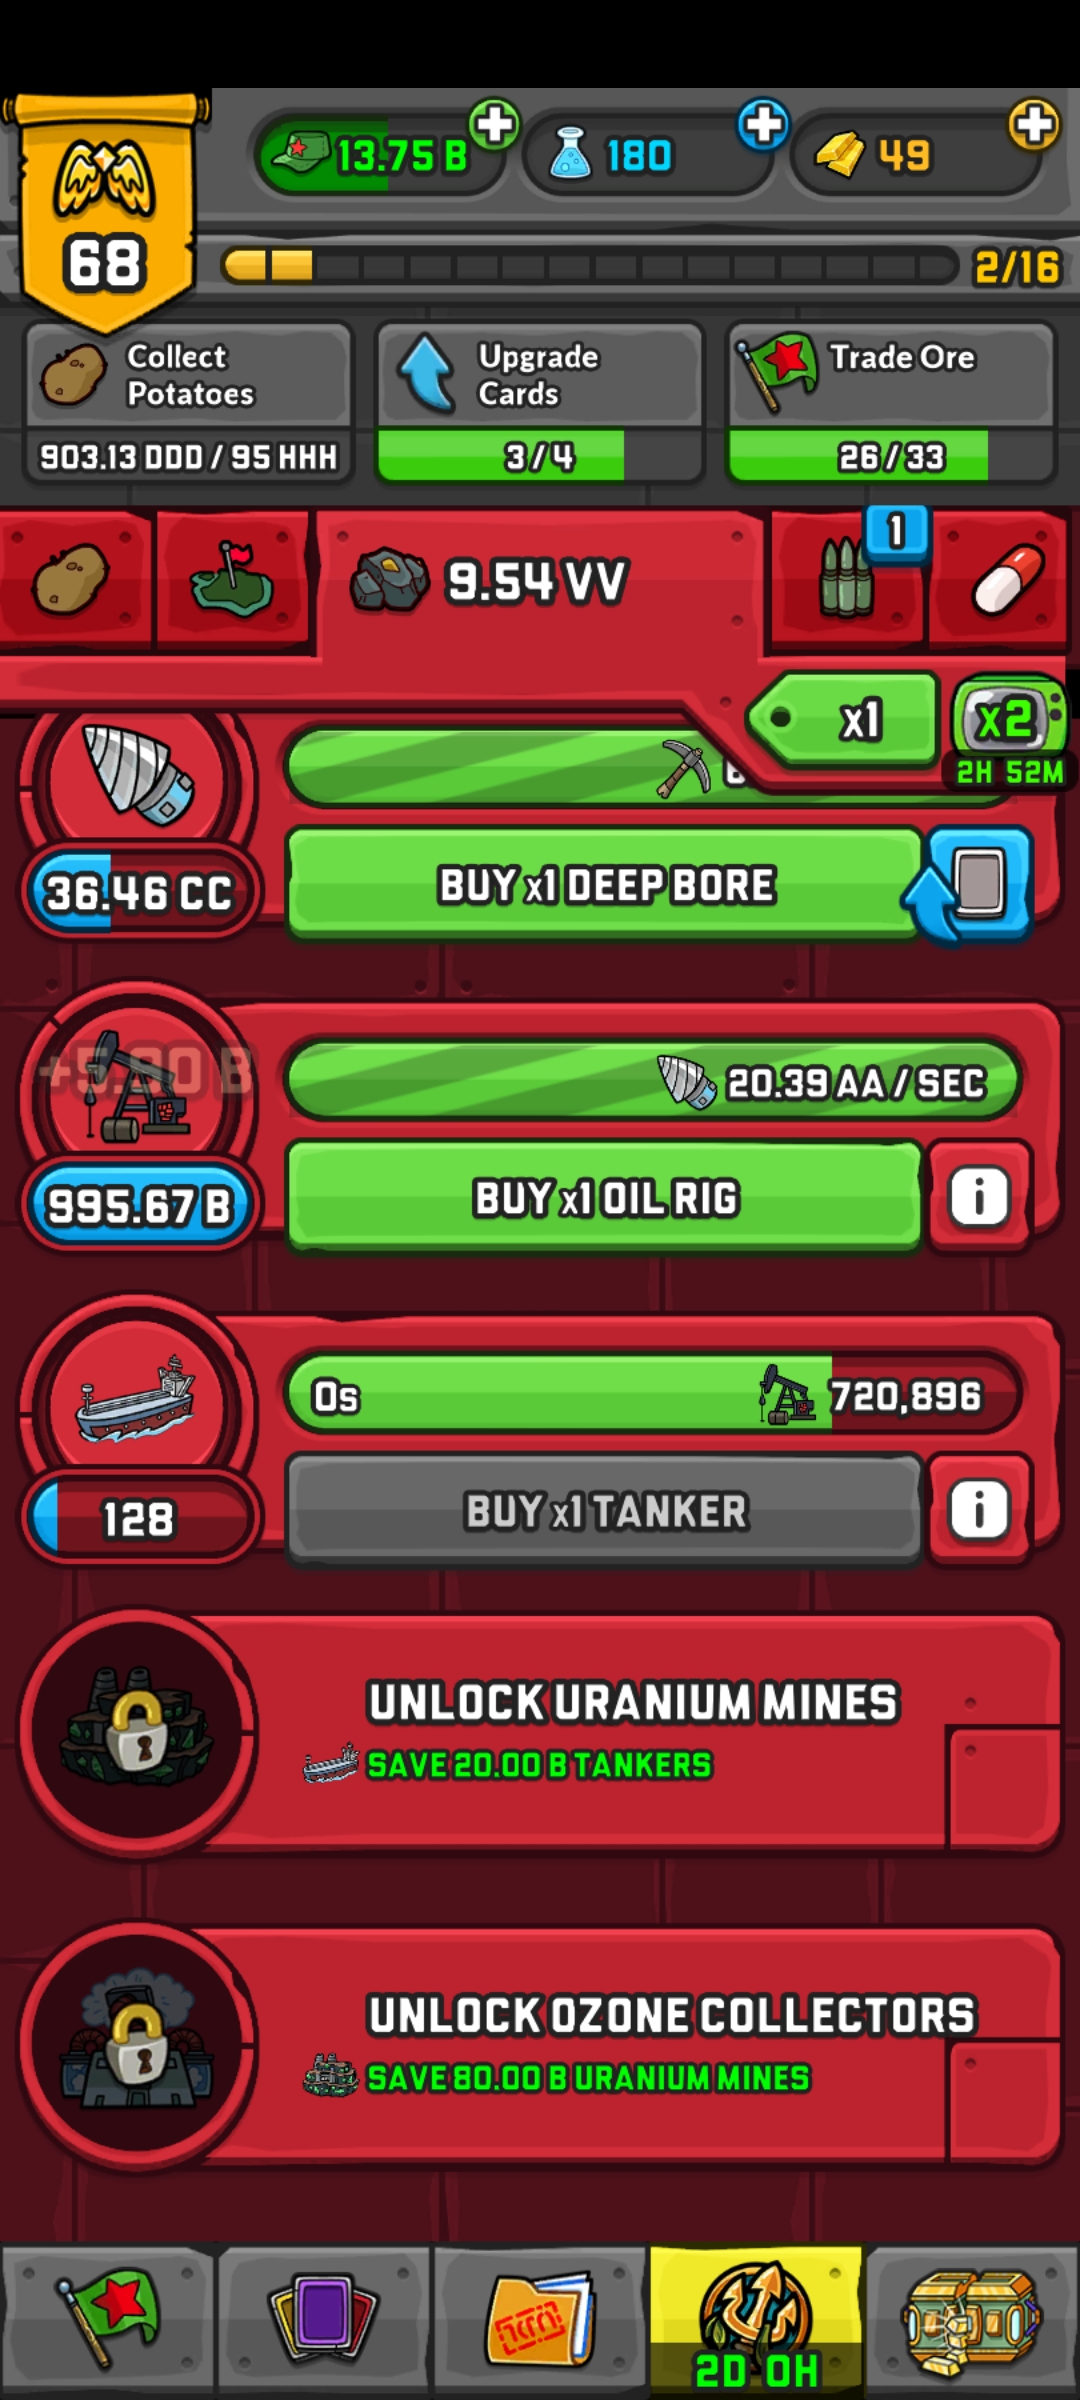 13.75 B
180
49
68
2/16
Collect
Potatoes
Upgrade
Cards
Trade Ore
903.13 DDD / 95 HHH
3/4
26/33
9.54 VV
1
x1
x2
2H 52M
36.46 CC
BUY x1 DEEP BORE
+5.90 B
20.39 AA / SEC
995.67 B
BUY x1 OIL RIG
i
0s
720,896
128
BUY x1 TANKER
i
UNLOCK URANIUM MINES
SAVE 20.00 B TANKERS
UNLOCK OZONE COLLECTORS
SAVE 80.00 B URANIUM MINES
2D 0H